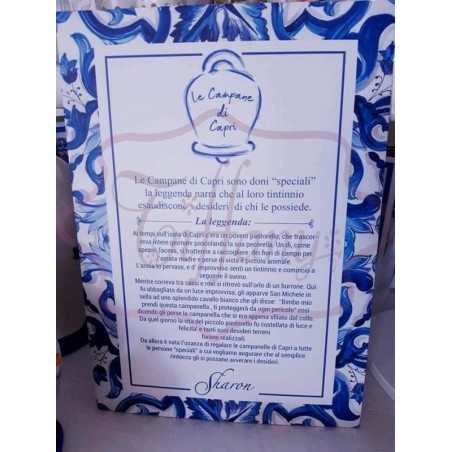 Le Campane
di
Capri
Le Campane di Capri sono doni "speciali"
la leggenda narra che al loro tintinnio
esaudiscono i desideri di chi le possiede.
La leggenda:
Ai tempi sull'isola di Capri c'era un povero pastorello, che trascor
reva intere giornate pascolando la sua pecorella. Un dì, come
spesso faceva, si trattenne a raccogliere dei fiori di campo per
l'amata madre e perse di vista il piccolo animale.
L'ansia lo pervase, e d' improvviso sentì un tintinnio e cominciò a
seguirne il suono.
Mentre correva tra sassi e rovi si ritrovò sull'orlo di un burrone. Qui
fu abbagliato da un luce improvvisa, gli apparve San Michele in
sella ad uno splendido cavallo bianco che gli disse: "Bimbo mio
prendi questa campanella , ti proteggerà da ogni pericolo" così
dicendo gli porse la campanella che si era appena sfilato dal collo.
Da quel giorno la vita del piccolo pastorello fu costellata di luce e
felicita' e tanti suoi desideri terreni
furono realizzati.
Da allora è nata l'usanza di regalare le campanelle di Capri a tutte
le persone "speciali" a cui vogliamo augurare che al semplice
rintocco gli si possano avverare i desideri.
Sharon